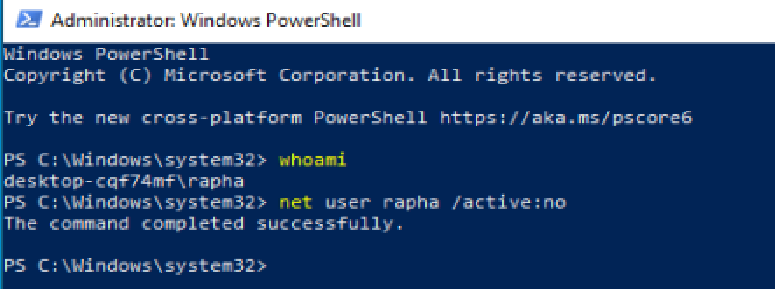 Administrator: Windows PowerShell
Windows PowerShell
Copyright (C) Microsoft Corporation. All rights reserved.
Try the new cross-platform PowerShell https://aka.ms/pscore6
PS C:\Windows\system32> whoami
desktop-cqf74mf\rapha
PS C:\Windows\system32> net user rapha /active:no
The command completed successfully.
PS C:\Windows\system32>